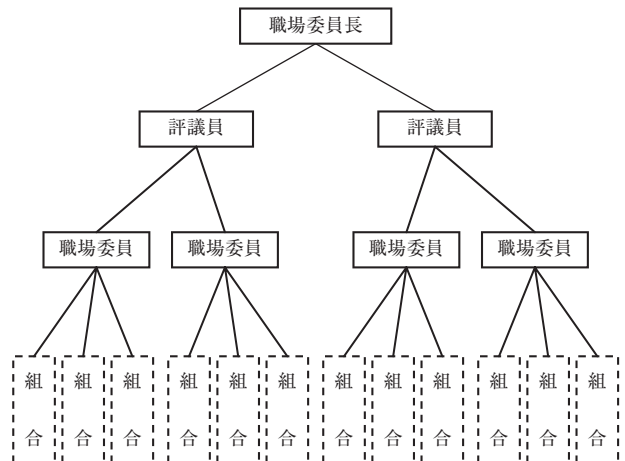 職場委員長
評議員 評議員
職場委員 職場委員 職場委員 職場委員
組 組 組 組 組 組 組 組 組 組 組 組
合 合 合 合 合 合 合 合 合 合 合 合